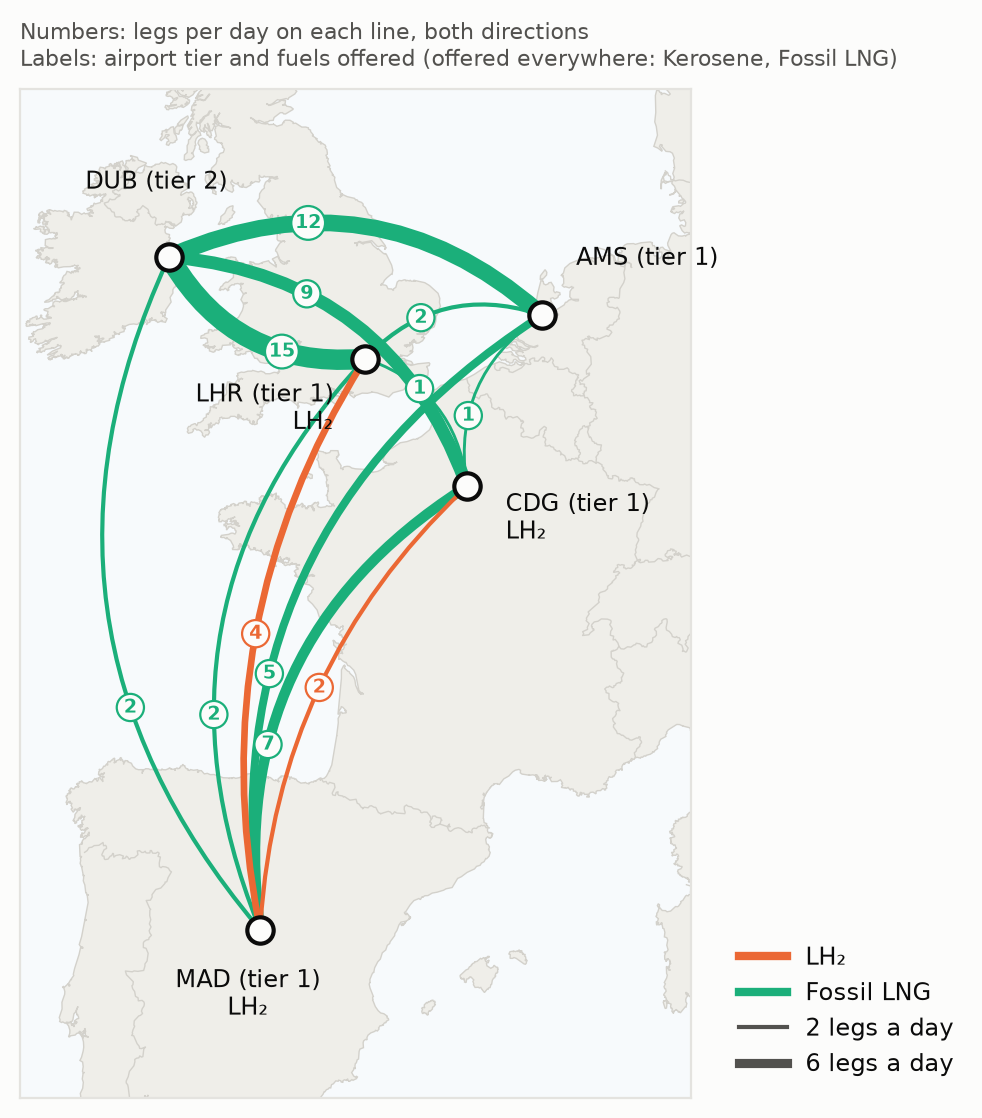 Numbers: legs per day on each line, both directions
Labels: airport tier and fuels offered (offered everywhere: Kerosene, Fossil LNG)
DUB (tier 2)
12
AMS (tier 1)
9
2
15
LHR (tier 1)
LH₂
1
1
CDG (tier 1)
LH₂
4
5
2
2
2
7
MAD (tier 1)
LH₂
LH₂
Fossil LNG
2 legs a day
6 legs a day